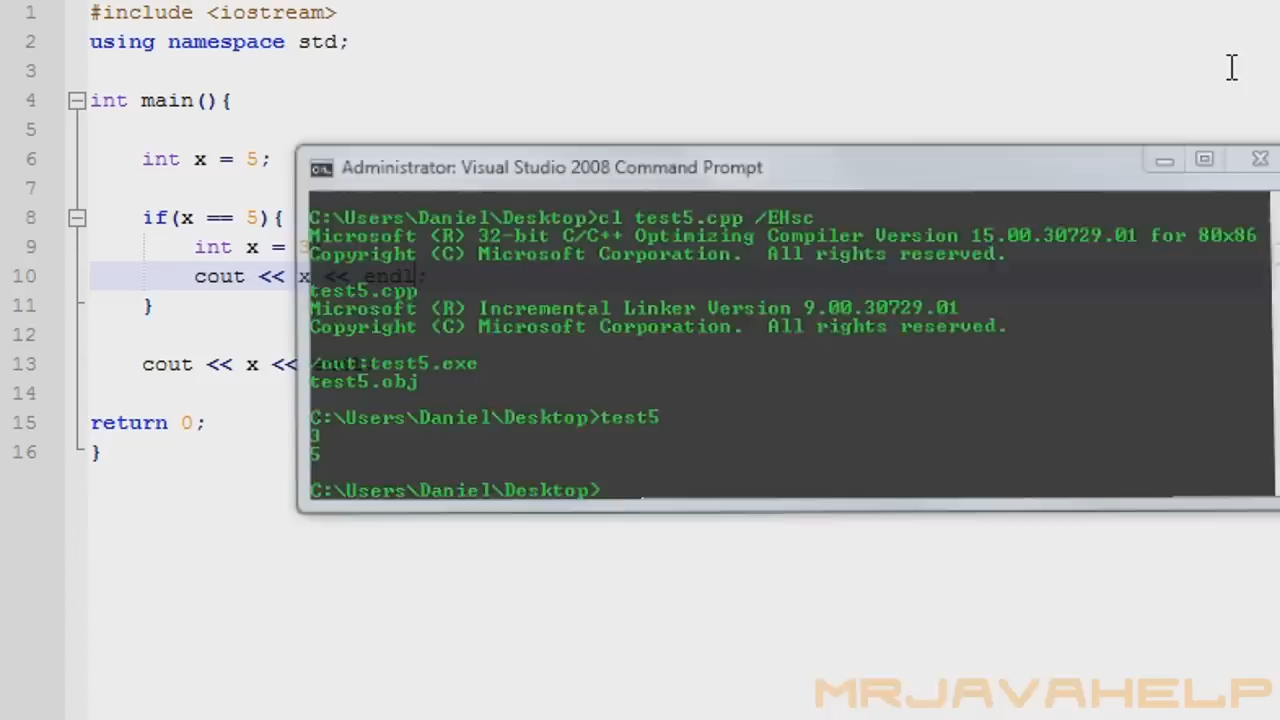 1 #include <iostream>
2 using namespace std;
3
4 int main(){
5
6 int x = 5;
7
8 if(x == 5){
9 int x = 3
10 cout << x << endl;
11 }
12
13 cout << x <<
14
15 return 0;
16 }
Administrator: Visual Studio 2008 Command Prompt
C:\Users\Daniel\Desktop>cl test5.cpp /EHsc
Microsoft (R) 32-bit C/C++ Optimizing Compiler Version 15.00.30729.01 for 80x86
Copyright (C) Microsoft Corporation.  All rights reserved.
test5.cpp
Microsoft (R) Incremental Linker Version 9.00.30729.01
Copyright (C) Microsoft Corporation.  All rights reserved.
/out:test5.exe
test5.obj
C:\Users\Daniel\Desktop>test5
3
5
C:\Users\Daniel\Desktop>
MRJAVAHELP